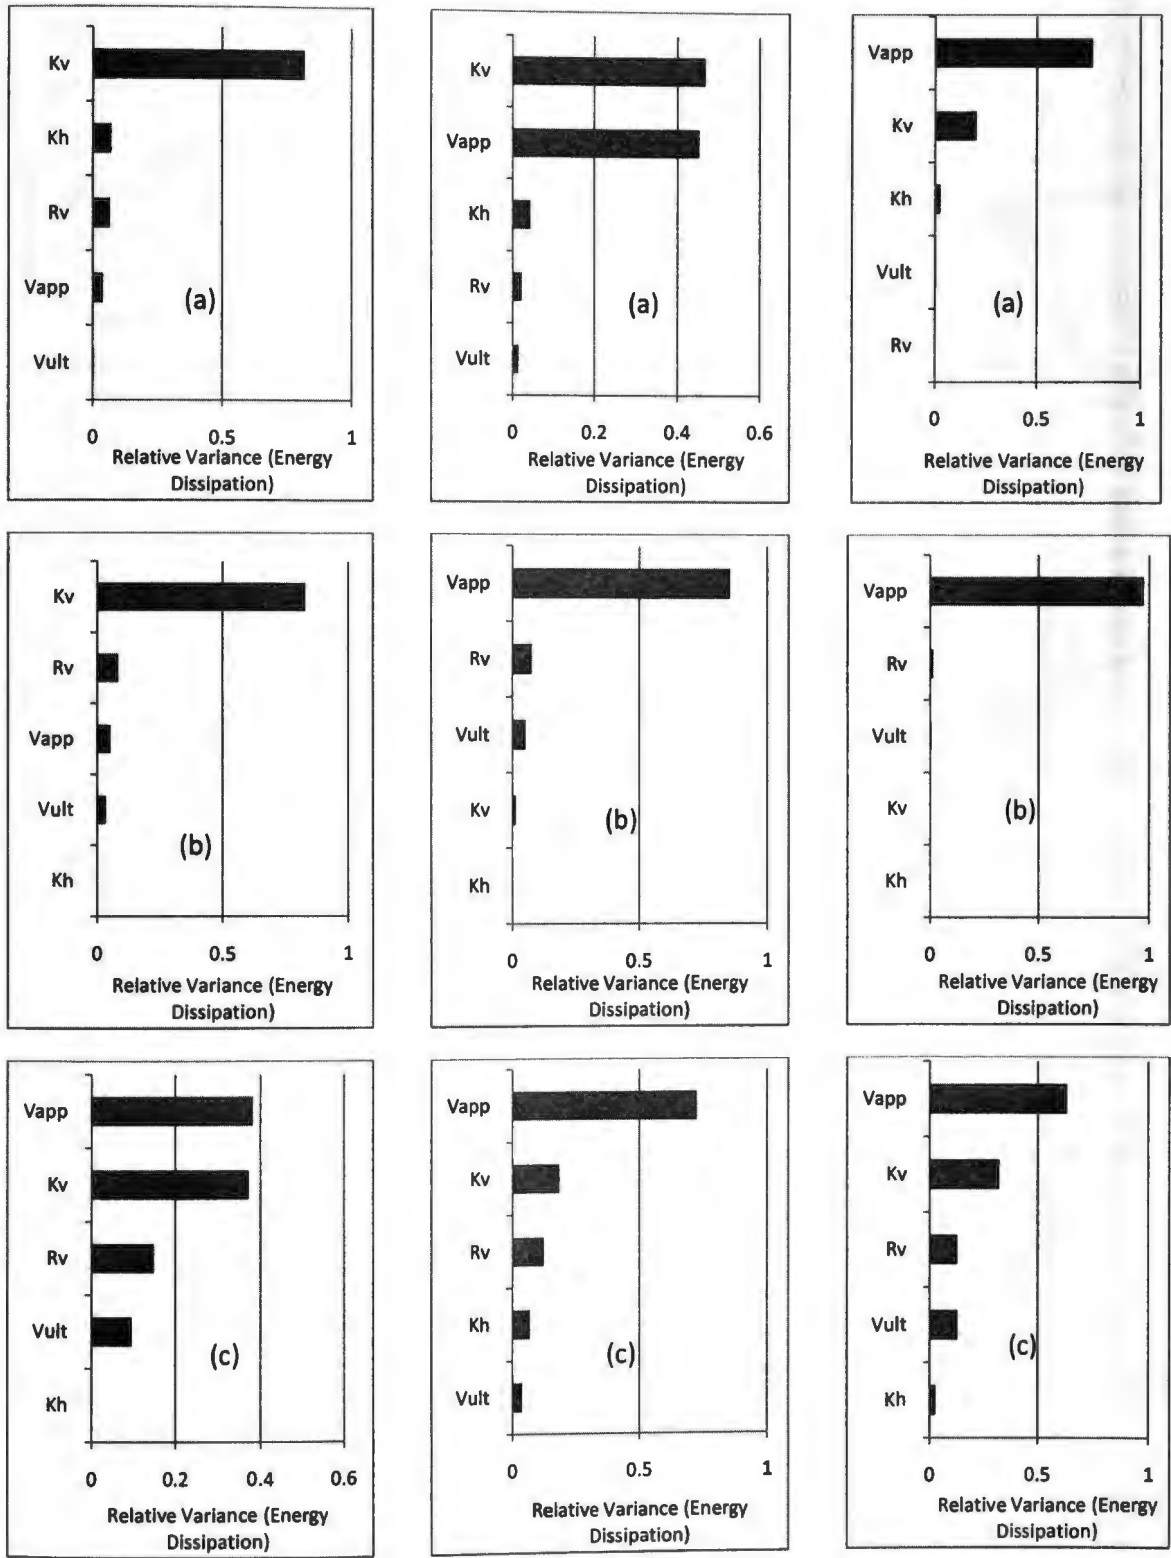 Kv
Kh
Rv
Vapp
Vult
(a)
0 0.5 1
Relative Variance (Energy
Dissipation)
Kv
Vapp
Kh
Rv
Vult
(a)
0 0.2 0.4 0.6
Relative Variance (Energy
Dissipation)
Vapp
Kv
Kh
Vult
Rv
(a)
0 0.5 1
Relative Variance (Energy
Dissipation)
Kv
Rv
Vapp
Vult
Kh
(b)
0 0.5 1
Relative Variance (Energy
Dissipation)
Vapp
Rv
Vult
Kv
Kh
(b)
0 0.5 1
Relative Variance (Energy
Dissipation)
Vapp
Rv
Vult
Kv
Kh
(b)
0 0.5 1
Relative Variance (Energy
Dissipation)
Vapp
Kv
Rv
Vult
Kh
(c)
0 0.2 0.4 0.6
Relative Variance (Energy
Dissipation)
Vapp
Kv
Rv
Kh
Vult
(c)
0 0.5 1
Relative Variance (Energy
Dissipation)
Vapp
Kv
Rv
Vult
Kh
(c)
0 0.5 1
Relative Variance (Energy
Dissipation)